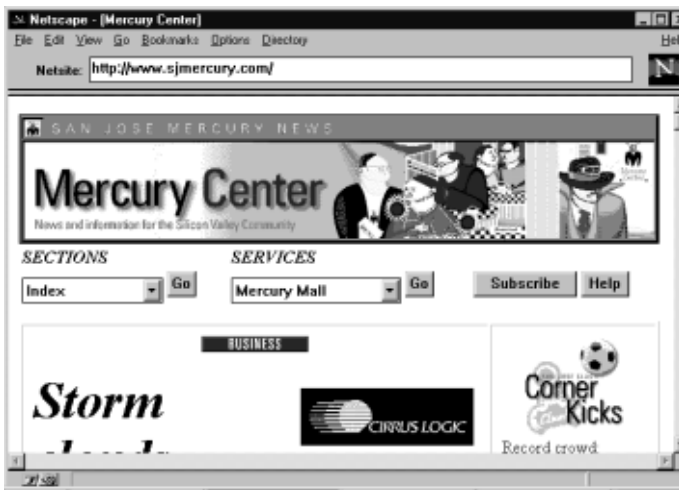 Netscape - [Mercury Center]
File Edit View Go Bookmarks Options Directory Hel
Netsite: http://www.sjmercury.com/
N
SAN JOSE MERCURY NEWS
Mercury Center
News and information for the Silicon Valley Community
SECTIONS SERVICES
Index Go Mercury Mall Go Subscribe Help
BUSINESS
Storm
CIRRUS LOGIC
Corner
Kicks
Record crowd